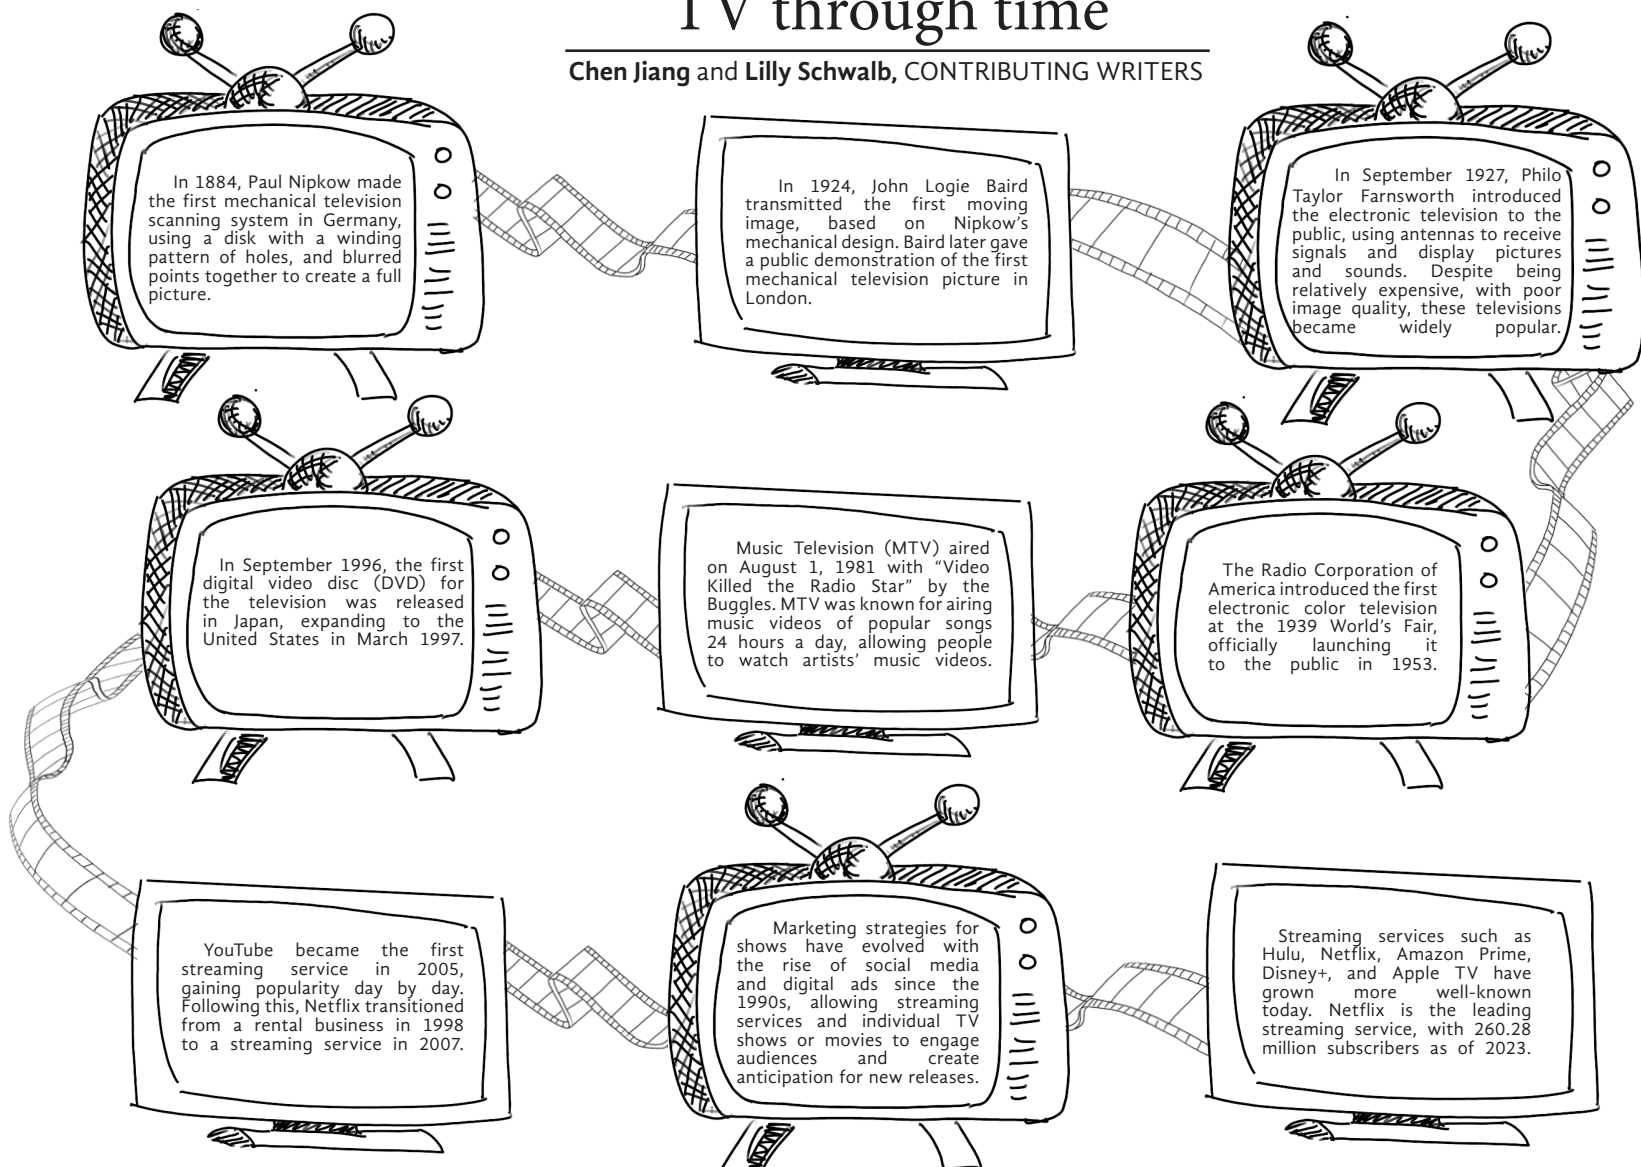 TV through time
Chen Jiang and Lilly Schwalb, CONTRIBUTING WRITERS
In 1884, Paul Nipkow made
the first mechanical television
scanning system in Germany,
using a disk with a winding
pattern of holes, and blurred
points together to create a full
picture.
In 1924, John Logie Baird
transmitted the first moving
image, based on Nipkow’s
mechanical design. Baird later gave
a public demonstration of the first
mechanical television picture in
London.
In September 1927, Philo
Taylor Farnsworth introduced
the electronic television to the
public, using antennas to receive
signals and display pictures
and sounds. Despite being
relatively expensive, with poor
image quality, these televisions
became widely popular.
The Radio Corporation of
America introduced the first
electronic color television
at the 1939 World’s Fair,
officially launching it
to the public in 1953.
Music Television (MTV) aired
on August 1, 1981 with “Video
Killed the Radio Star” by the
Buggles. MTV was known for airing
music videos of popular songs
24 hours a day, allowing people
to watch artists’ music videos.
In September 1996, the first
digital video disc (DVD) for
the television was released
in Japan, expanding to the
United States in March 1997.
YouTube became the first
streaming service in 2005,
gaining popularity day by day.
Following this, Netflix transitioned
from a rental business in 1998
to a streaming service in 2007.
Marketing strategies for
shows have evolved with
the rise of social media
and digital ads since the
1990s, allowing streaming
services and individual TV
shows or movies to engage
audiences and create
anticipation for new releases.
Streaming services such as
Hulu, Netflix, Amazon Prime,
Disney+, and Apple TV have
grown more well-known
today. Netflix is the leading
streaming service, with 260.28
million subscribers as of 2023.